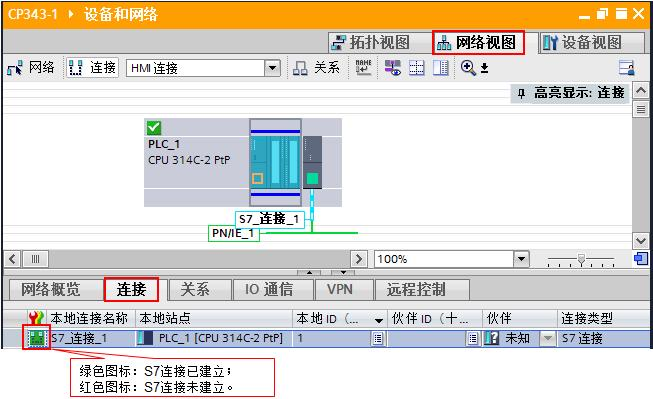 CP343-1 ▸ 设备和网络
拓扑视图 网络视图 设备视图
网络 连接 HMI 连接 关系
高亮显示: 连接
PLC_1
CPU 314C-2 PtP
S7_连接_1
PN/IE_1
100%
网络概览 连接 关系 IO 通信 VPN 远程控制
本地连接名称 本地站点 本地 ID（... 伙伴 ID（十... 伙伴 连接类型
S7_连接_1 PLC_1 [CPU 314C-2 PtP] 1 未知 S7 连接
绿色图标：S7连接已建立；
红色图标：S7连接未建立。